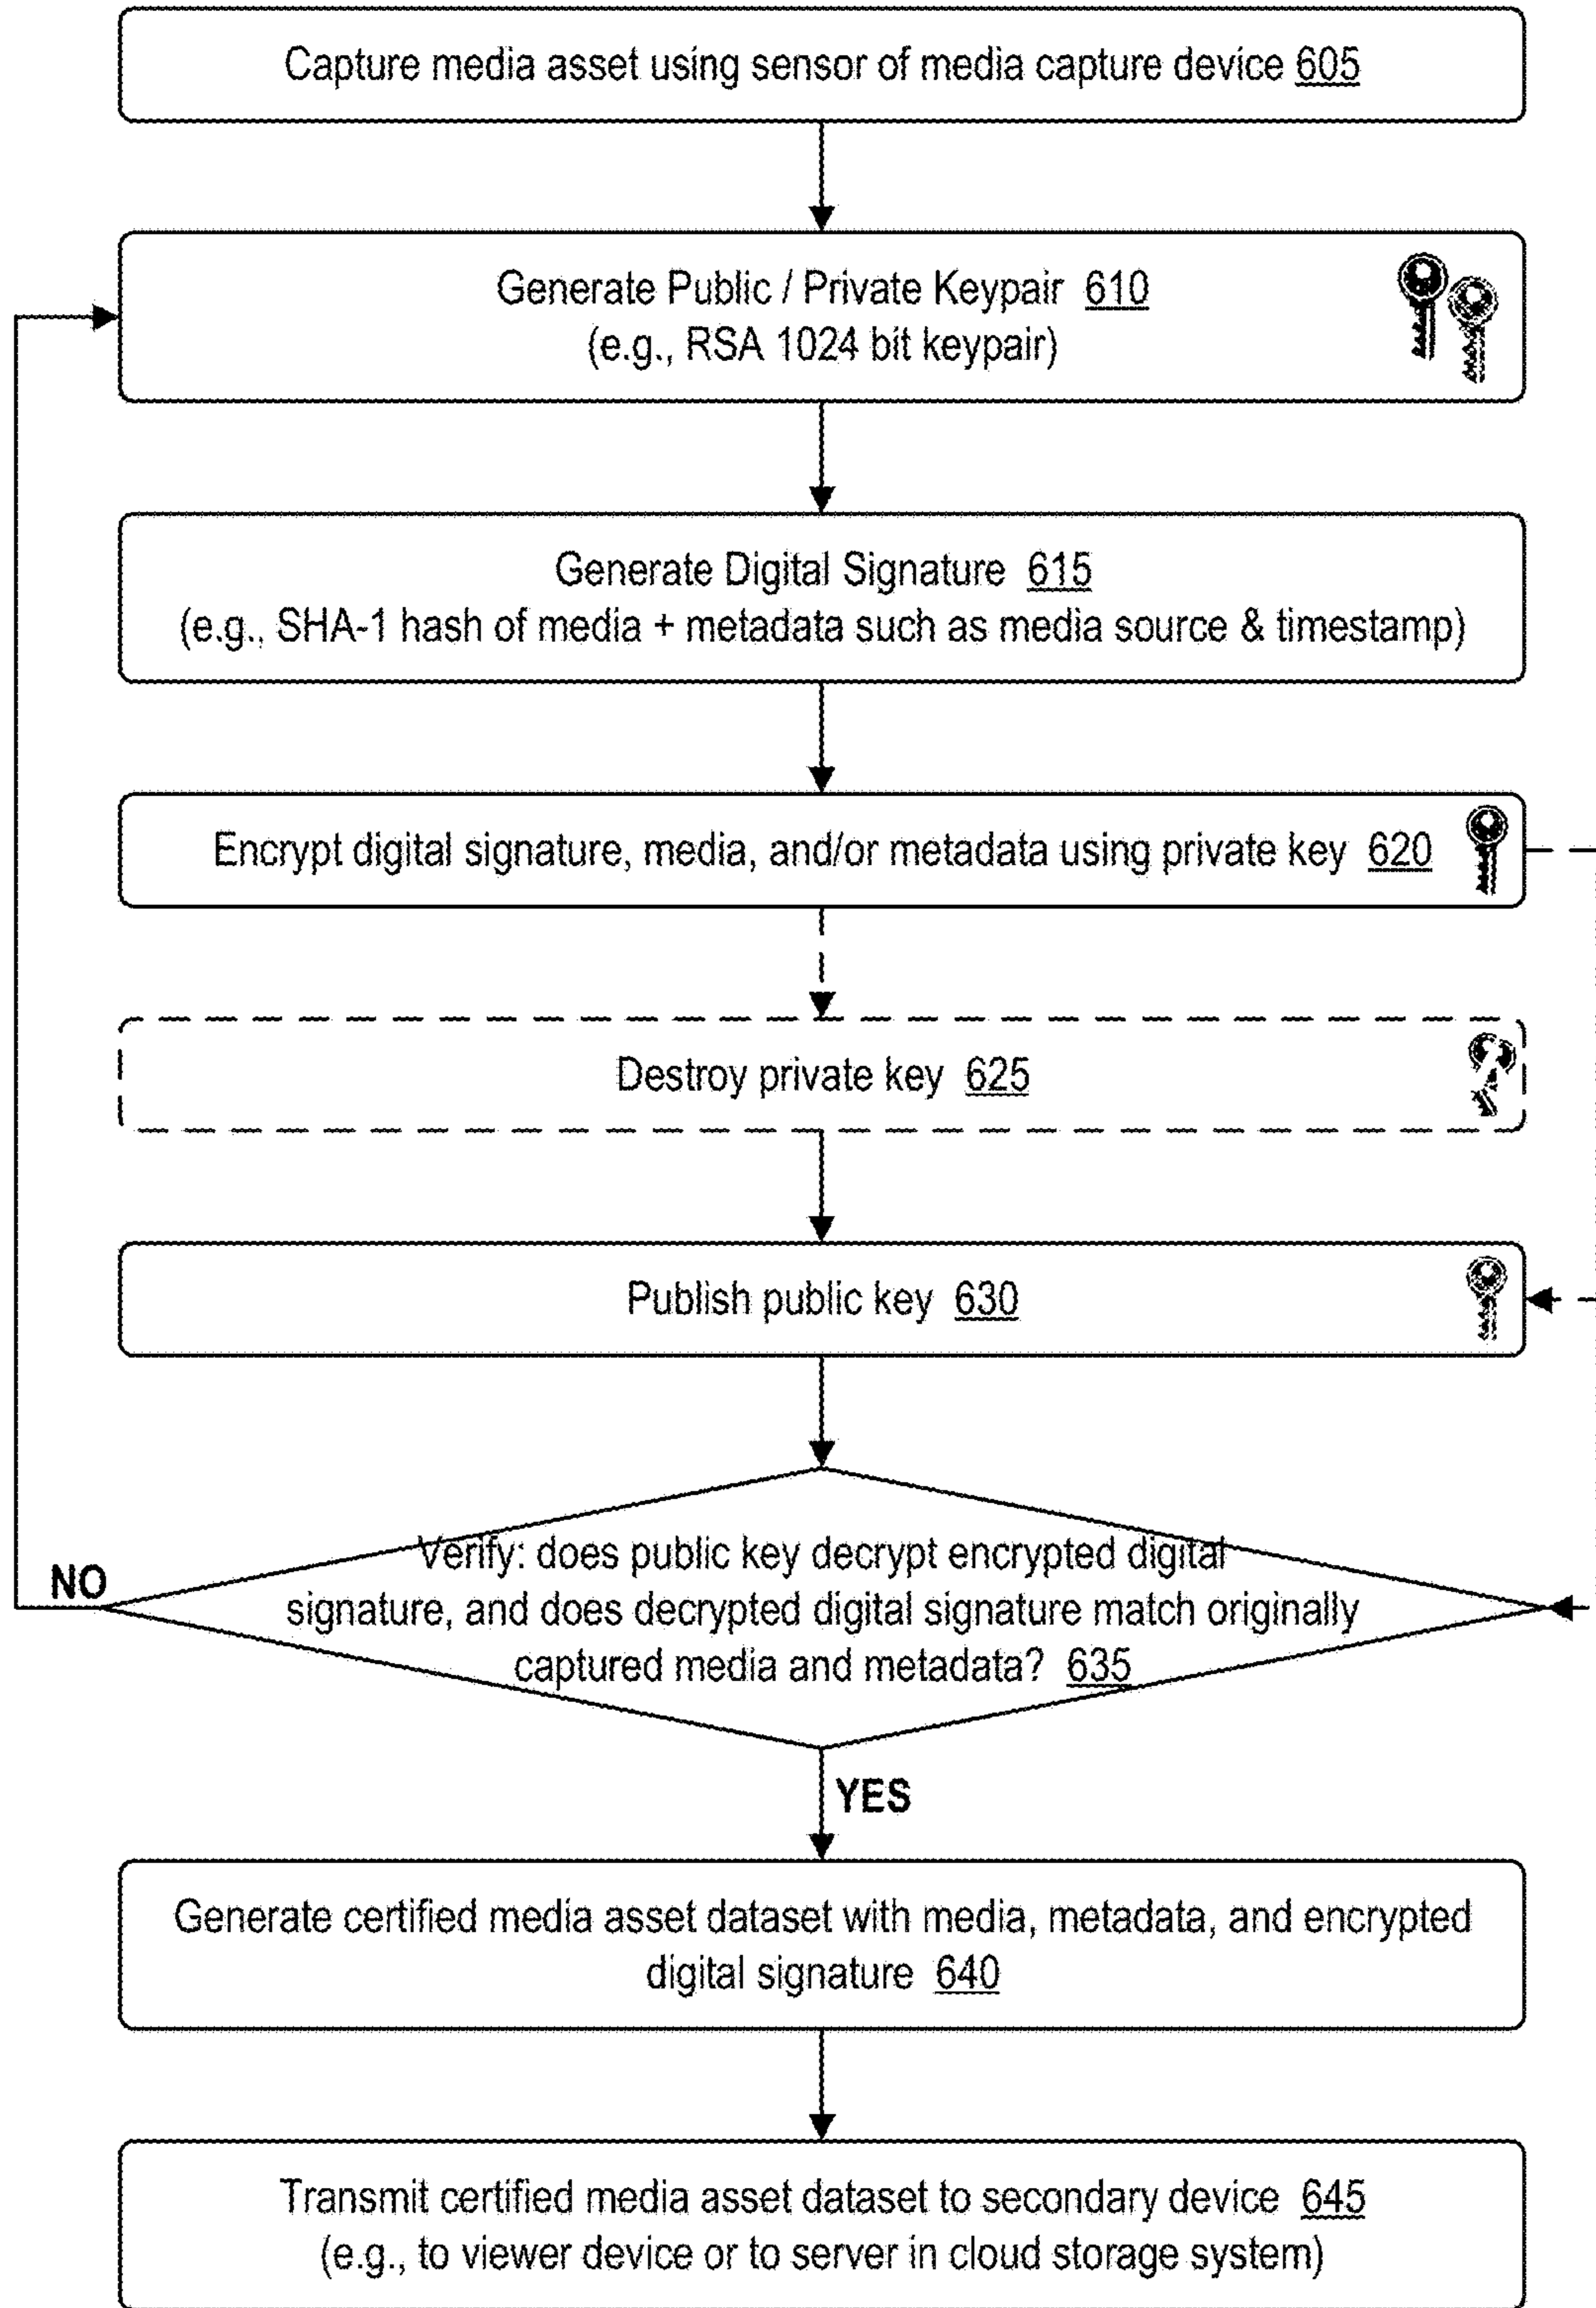 Capture media asset using sensor of media capture device 605
Generate Public / Private Keypair 610
(e.g., RSA 1024 bit keypair)
Generate Digital Signature 615
(e.g., SHA-1 hash of media + metadata such as media source & timestamp)
Encrypt digital signature, media, and/or metadata using private key 620
Destroy private key 625
Publish public key 630
Verify: does public key decrypt encrypted digital
NO
signature, and does decrypted digital signature match originally
captured media and metadata? 635
YES
Generate certified media asset dataset with media, metadata, and encrypted
digital signature 640
Transmit certified media asset dataset to secondary device 645
(e.g., to viewer device or to server in cloud storage system)